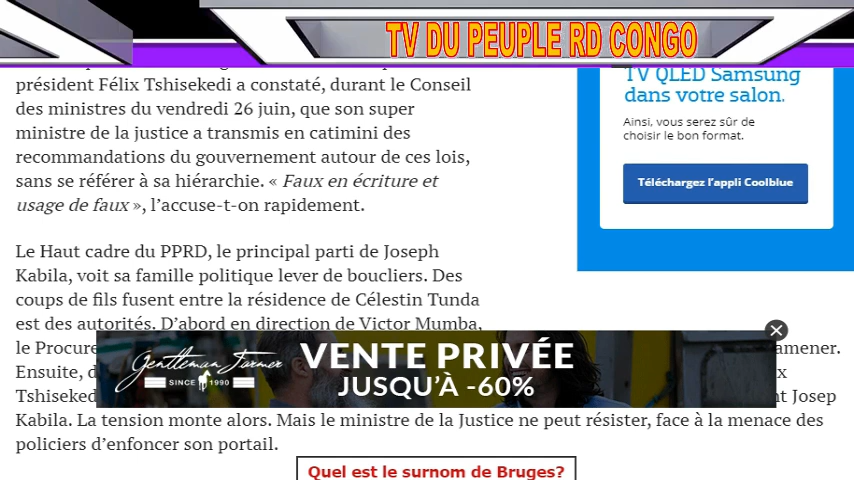 TV DU PEUPLE RD CONGO
président Félix Tshisekedi a constaté, durant le Conseil
des ministres du vendredi 26 juin, que son super
ministre de la justice a transmis en catimini des
recommandations du gouvernement autour de ces lois,
sans se référer à sa hiérarchie. « Faux en écriture et
usage de faux », l’accuse-t-on rapidement.
Le Haut cadre du PPRD, le principal parti de Joseph
Kabila, voit sa famille politique lever de boucliers. Des
coups de fils fusent entre la résidence de Célestin Tunda
est des autorités. D’abord en direction de Victor Mumba,
le Procure
amener.
Ensuite, d
Tshiseked
Josep
Kabila. La tension monte alors. Mais le ministre de la Justice ne peut résister, face à la menace des
policiers d’enfoncer son portail.
TV QLED Samsung
dans votre salon.
Ainsi, vous serez sûr de
choisir le bon format.
Téléchargez l’appli Coolblue
Gentleman Farmer
SINCE 1990
VENTE PRIVÉE
JUSQU’À -60%
Quel est le surnom de Bruges?